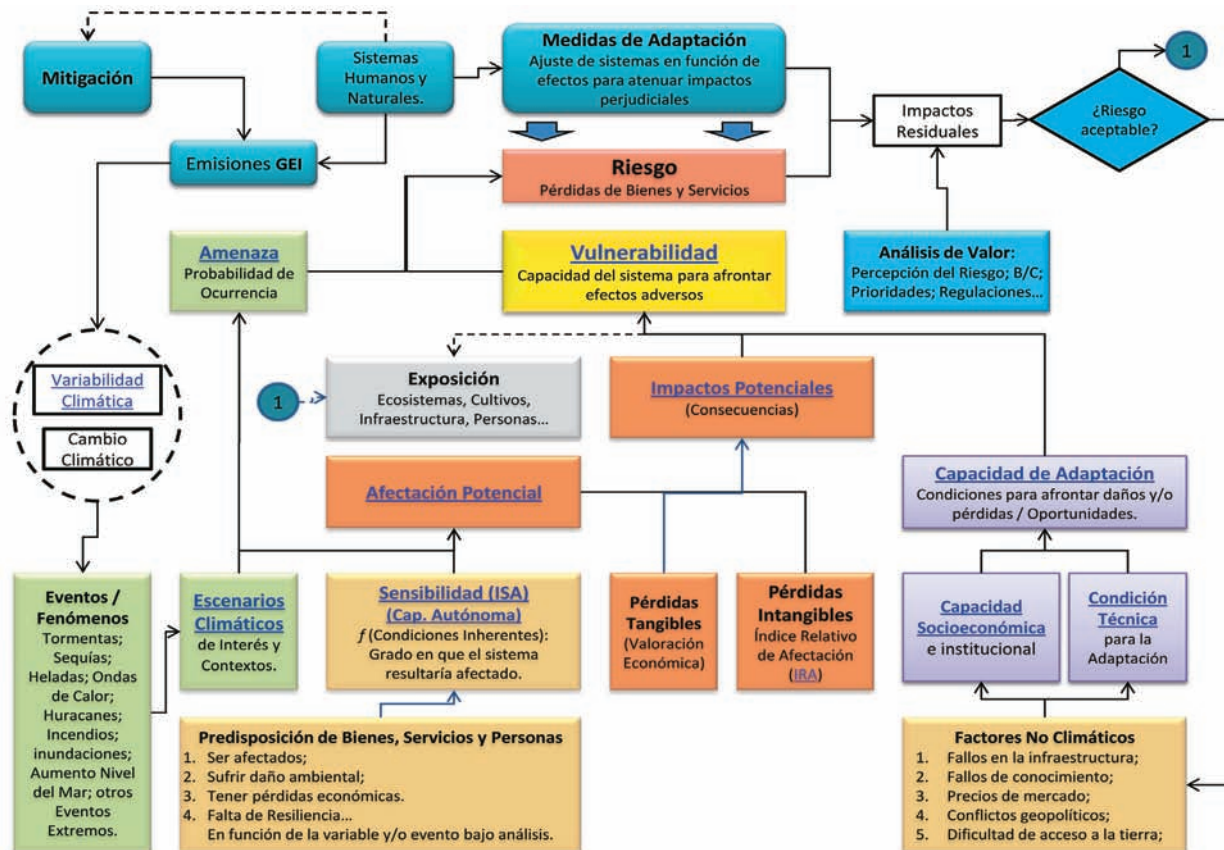 Mitigación
Sistemas
Humanos y
Naturales.
Medidas de Adaptación
Ajuste de sistemas en función de
efectos para atenuar impactos
perjudiciales
1
Impactos
Residuales
¿Riesgo
aceptable?
Emisiones GEI
Riesgo
Pérdidas de Bienes y Servicios
Amenaza
Probabilidad de
Ocurrencia
Vulnerabilidad
Capacidad del sistema para afrontar
efectos adversos
Análisis de Valor:
Percepción del Riesgo; B/C;
Prioridades; Regulaciones...
Variabilidad
Climática
Cambio
Climático
1
Exposición
Ecosistemas, Cultivos,
Infraestructura, Personas...
Impactos Potenciales
(Consecuencias)
Afectación Potencial
Capacidad de Adaptación
Condiciones para afrontar daños y/o
pérdidas / Oportunidades.
Eventos /
Fenómenos
Tormentas;
Sequías;
Heladas; Ondas
de Calor;
Huracanes;
Incendios;
inundaciones;
Aumento Nivel
del Mar; otros
Eventos
Extremos.
Escenarios
Climáticos
de Interés y
Contextos.
Sensibilidad (ISA)
(Cap. Autónoma)
f (Condiciones Inherentes):
Grado en que el sistema
resultaría afectado.
Pérdidas
Tangibles
(Valoración
Económica)
Pérdidas
Intangibles
Índice Relativo
de Afectación
(IRA)
Capacidad
Socioeconómica
e institucional
Condición
Técnica
para la
Adaptación
Predisposición de Bienes, Servicios y Personas
1. Ser afectados;
2. Sufrir daño ambiental;
3. Tener pérdidas económicas.
4. Falta de Resiliencia...
En función de la variable y/o evento bajo análisis.
Factores No Climáticos
1. Fallos en la infraestructura;
2. Fallos de conocimiento;
3. Precios de mercado;
4. Conflictos geopolíticos;
5. Dificultad de acceso a la tierra;